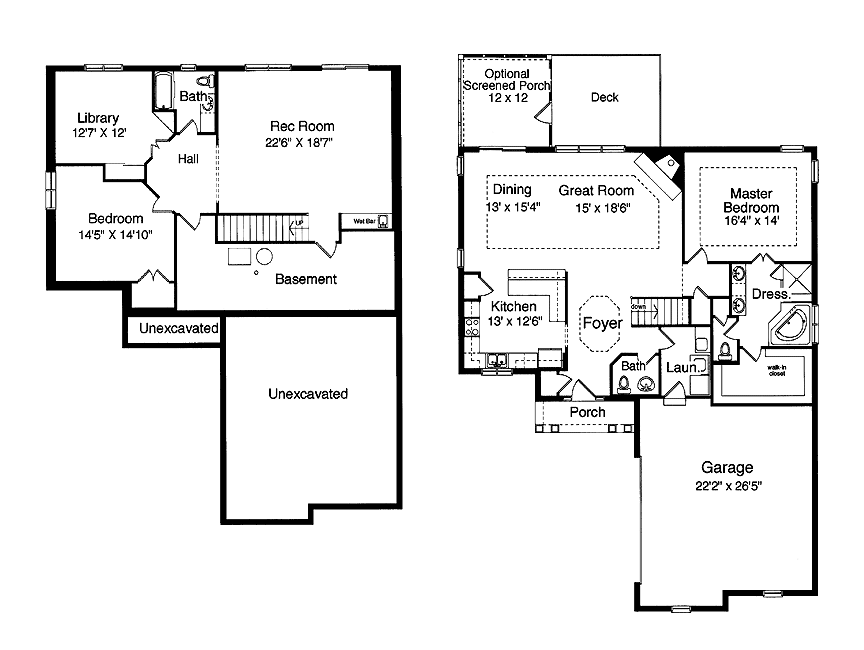 Library
12'7' X 12'
Bath
Hall
Rec Room
22'6" X 18'7"
Bedroom
14'5" X 14'10"
UP
Wet Bar
Basement
Unexcavated
Unexcavated
Optional
Screened Porch
12 x 12
Deck
Dining
13' x 15'4"
Great Room
15' x 18'6"
Master
Bedroom
16'4" x 14'
Kitchen
13' x 12'6"
Foyer
down
Dress.
Bath
Laun.
walk-in
closet
Porch
Garage
22'2" x 26'5"